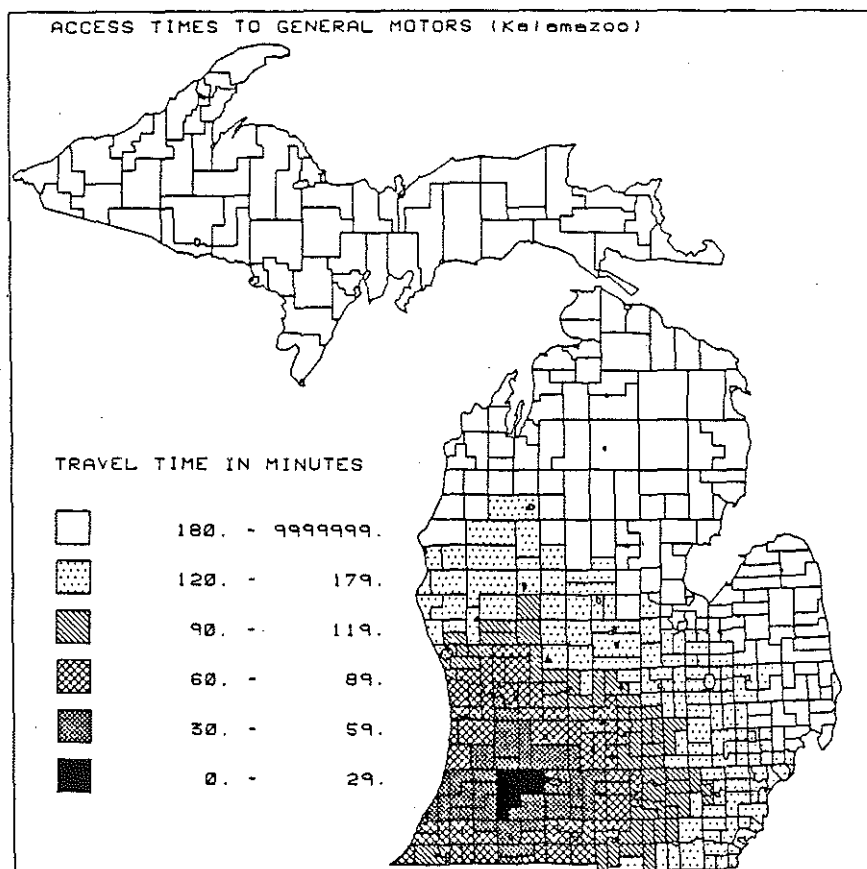 ACCESS TIMES TO GENERAL MOTORS (Kalamazoo)
TRAVEL TIME IN MINUTES
180. - 9999999.
120. - 179.
90. - 119.
60. - 89.
30. - 59.
0. - 29.